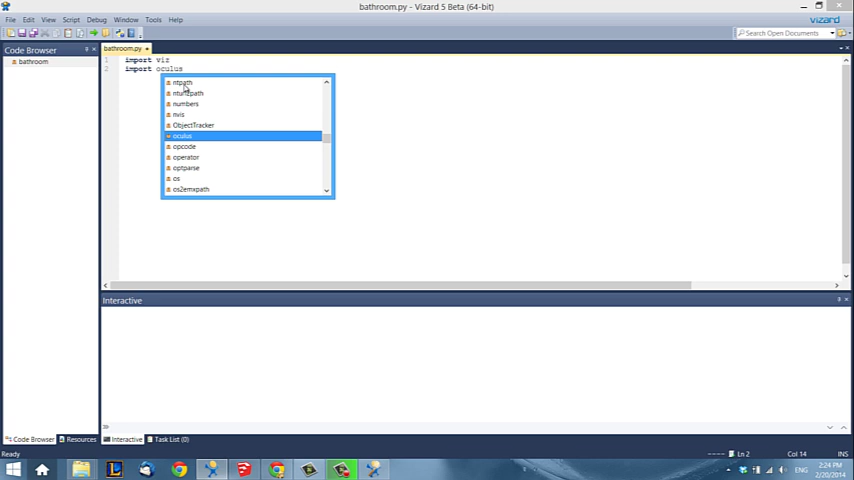 bathroom.py - Vizard 5 Beta (64-bit)
File Edit View Script Debug Window Tools Help
vizard
Search Open Documents
Code Browser
bathroom.py
bathroom
1 import viz
2 import oculus
ntpath
nturl2path
numbers
nvis
ObjectTracker
oculus
opcode
operator
optparse
os
os2emxpath
Interactive
>>
Code Browser Resources Interactive Task List (0)
Ready Ln 2 Col 14 INS
ENG 2:24 PM
2/20/2014